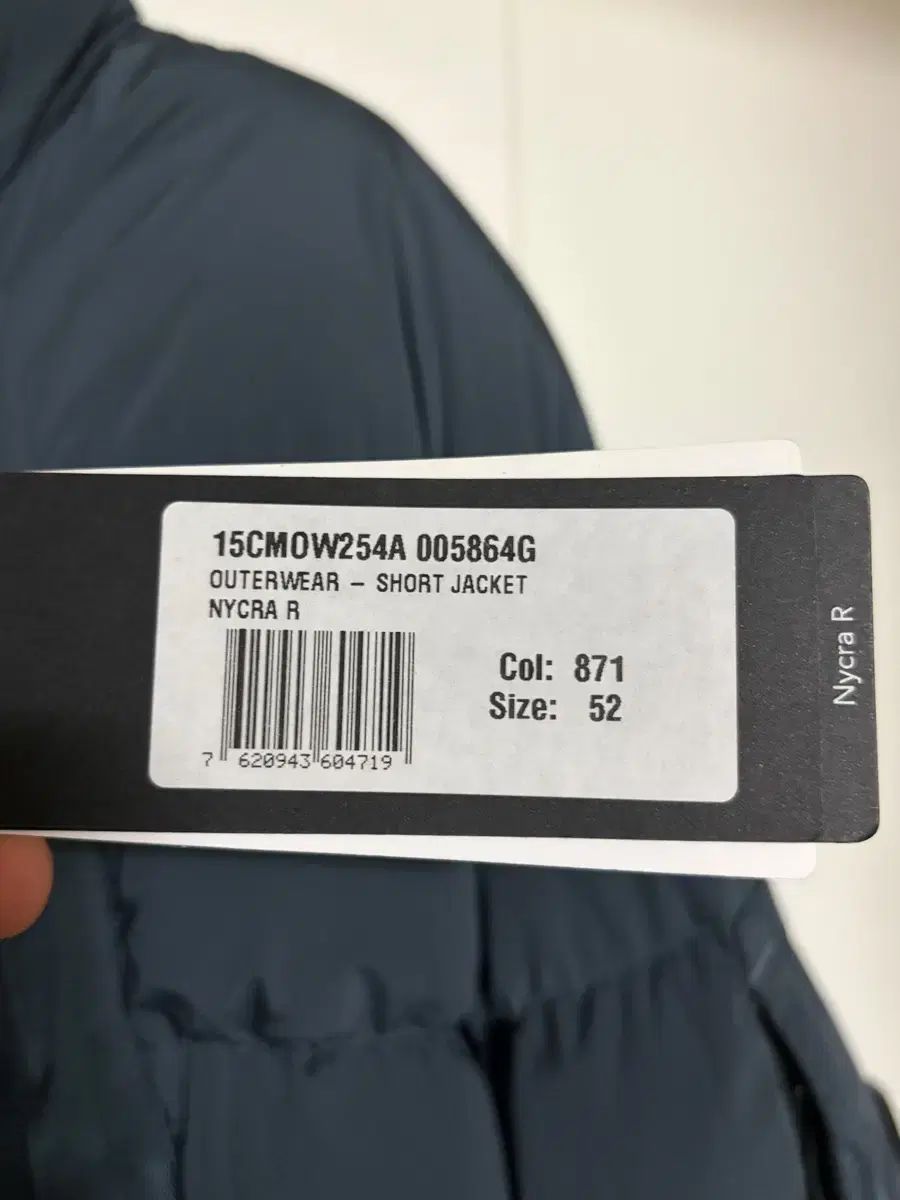 15CMOW254A 005864G
OUTERWEAR – SHORT JACKET
NYCRA R
Col: 871
Size: 52
7 620943 604719
Nycra R